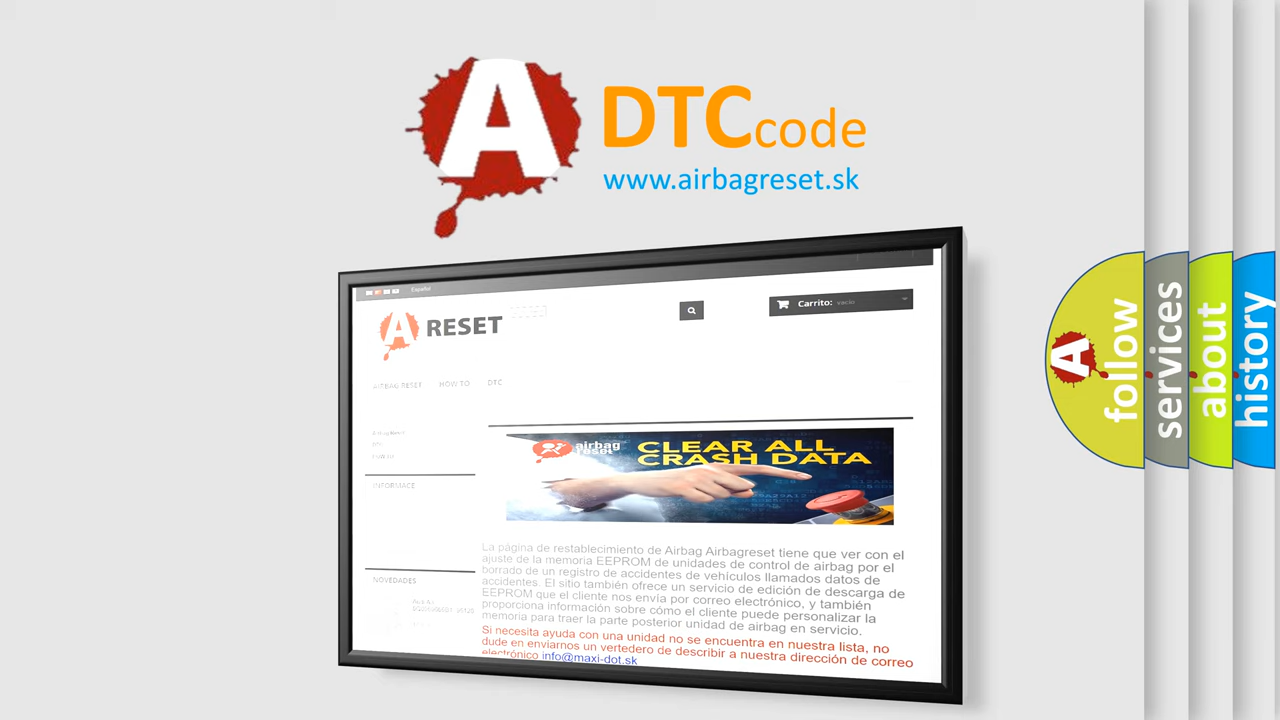 A DTC code
www.airbagreset.sk
Español
A RESET
Carrito: vacío
AIRBAG RESET HOW TO DTC
INFORMACE
airbag
reset
CLEAR ALL
CRASH DATA
NOVEDADES
La página de restablecimiento de Airbag Airbagreset tiene que ver con el
ajuste de la memoria EEPROM de unidades de control de airbag por el
borrado de un registro de accidentes de vehículos llamados datos de
accidentes. El sitio también ofrece un servicio de edición de descarga de
EEPROM que el cliente nos envía por correo electrónico, y también
proporciona información sobre cómo el cliente puede personalizar la
memoria para traer la parte posterior unidad de airbag en servicio.
Si necesita ayuda con una unidad no se encuentra en nuestra lista, no
dude en enviarnos un vertedero de describir a nuestra dirección de correo
electrónico info@maxi-dot.sk
A
follow
services
about
history